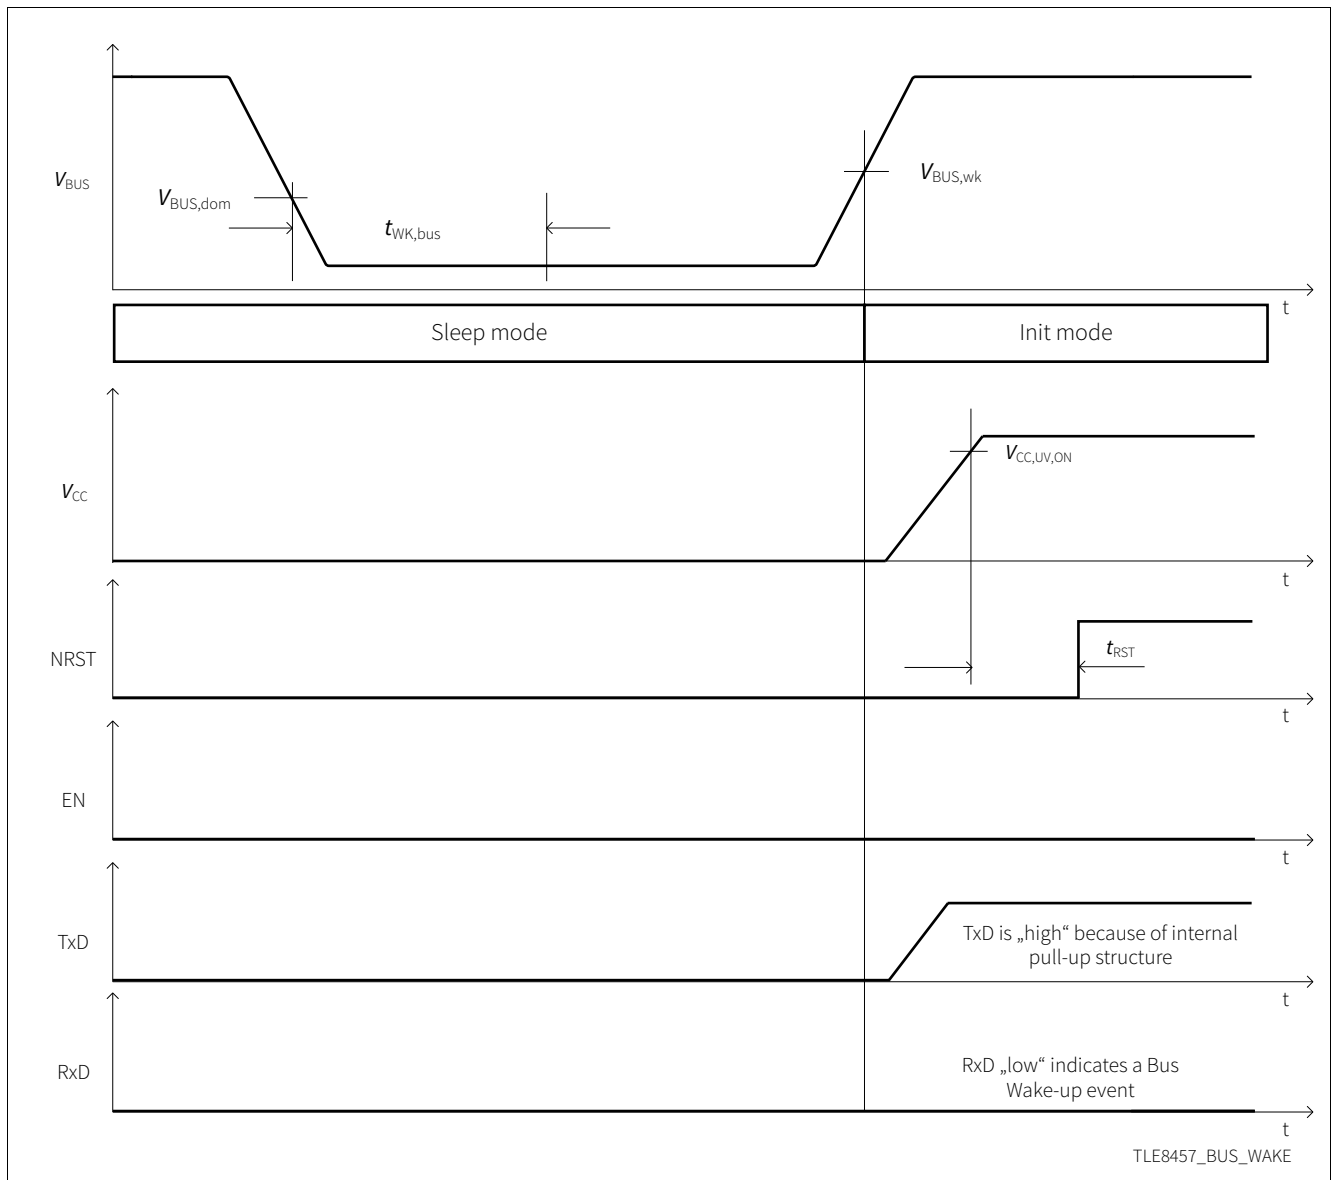 VBUS
VBUS,dom
tWK,bus
VBUS,wk
t
Sleep mode
Init mode
VCC
VCC,UV,ON
t
NRST
tRST
t
EN
t
TxD
TxD is „high“ because of internal
pull-up structure
t
RxD
RxD „low“ indicates a Bus
Wake-up event
t
TLE8457_BUS_WAKE